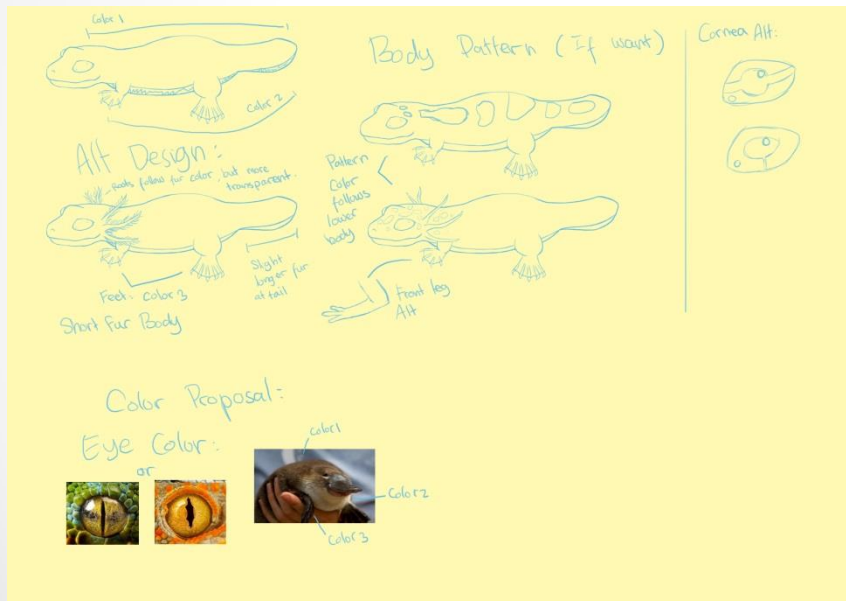 Color 1
Color 2
Alt Design:
Roots follow fur color, but more
transparent.
Feet: Color 3
Slight
longer fur
at tail
Short Fur Body
Body Pattern (If want)
Pattern
Color
follows
lower
body
Front leg
Alt
Cornea Alt:
Color Proposal:
Eye Color:
or
Color1
Color2
Color3